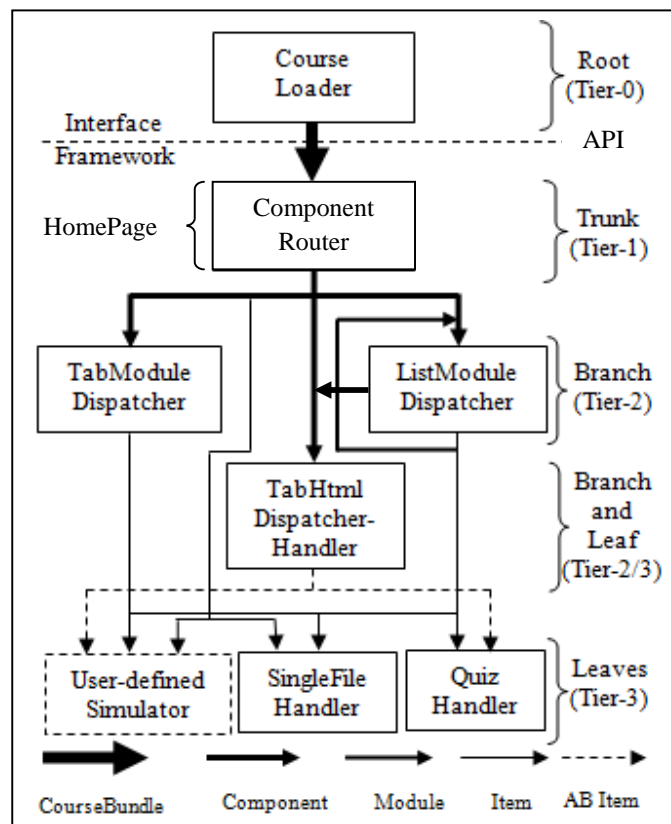 Course
Loader
Root
(Tier-0)
Interface
API
Framework
HomePage
Component
Router
Trunk
(Tier-1)
TabModule
Dispatcher
ListModule
Dispatcher
Branch
(Tier-2)
TabHtml
Dispatcher-
Handler
Branch
and
Leaf
(Tier-2/3)
User-defined
Simulator
SingleFile
Handler
Quiz
Handler
Leaves
(Tier-3)
CourseBundle
Component
Module
Item
AB Item